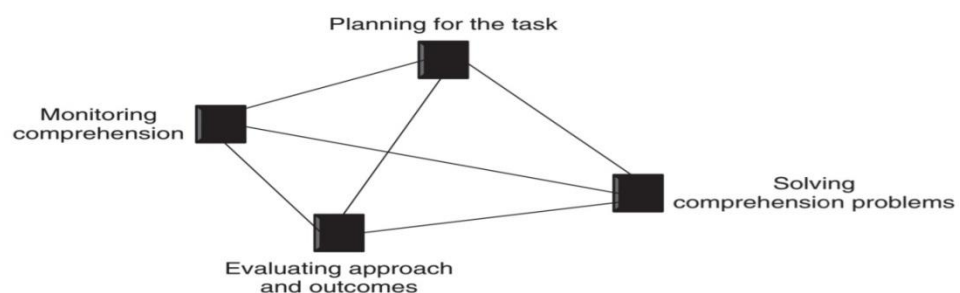 Planning for the task
Monitoring
comprehension
Solving
comprehension problems
Evaluating approach
and outcomes